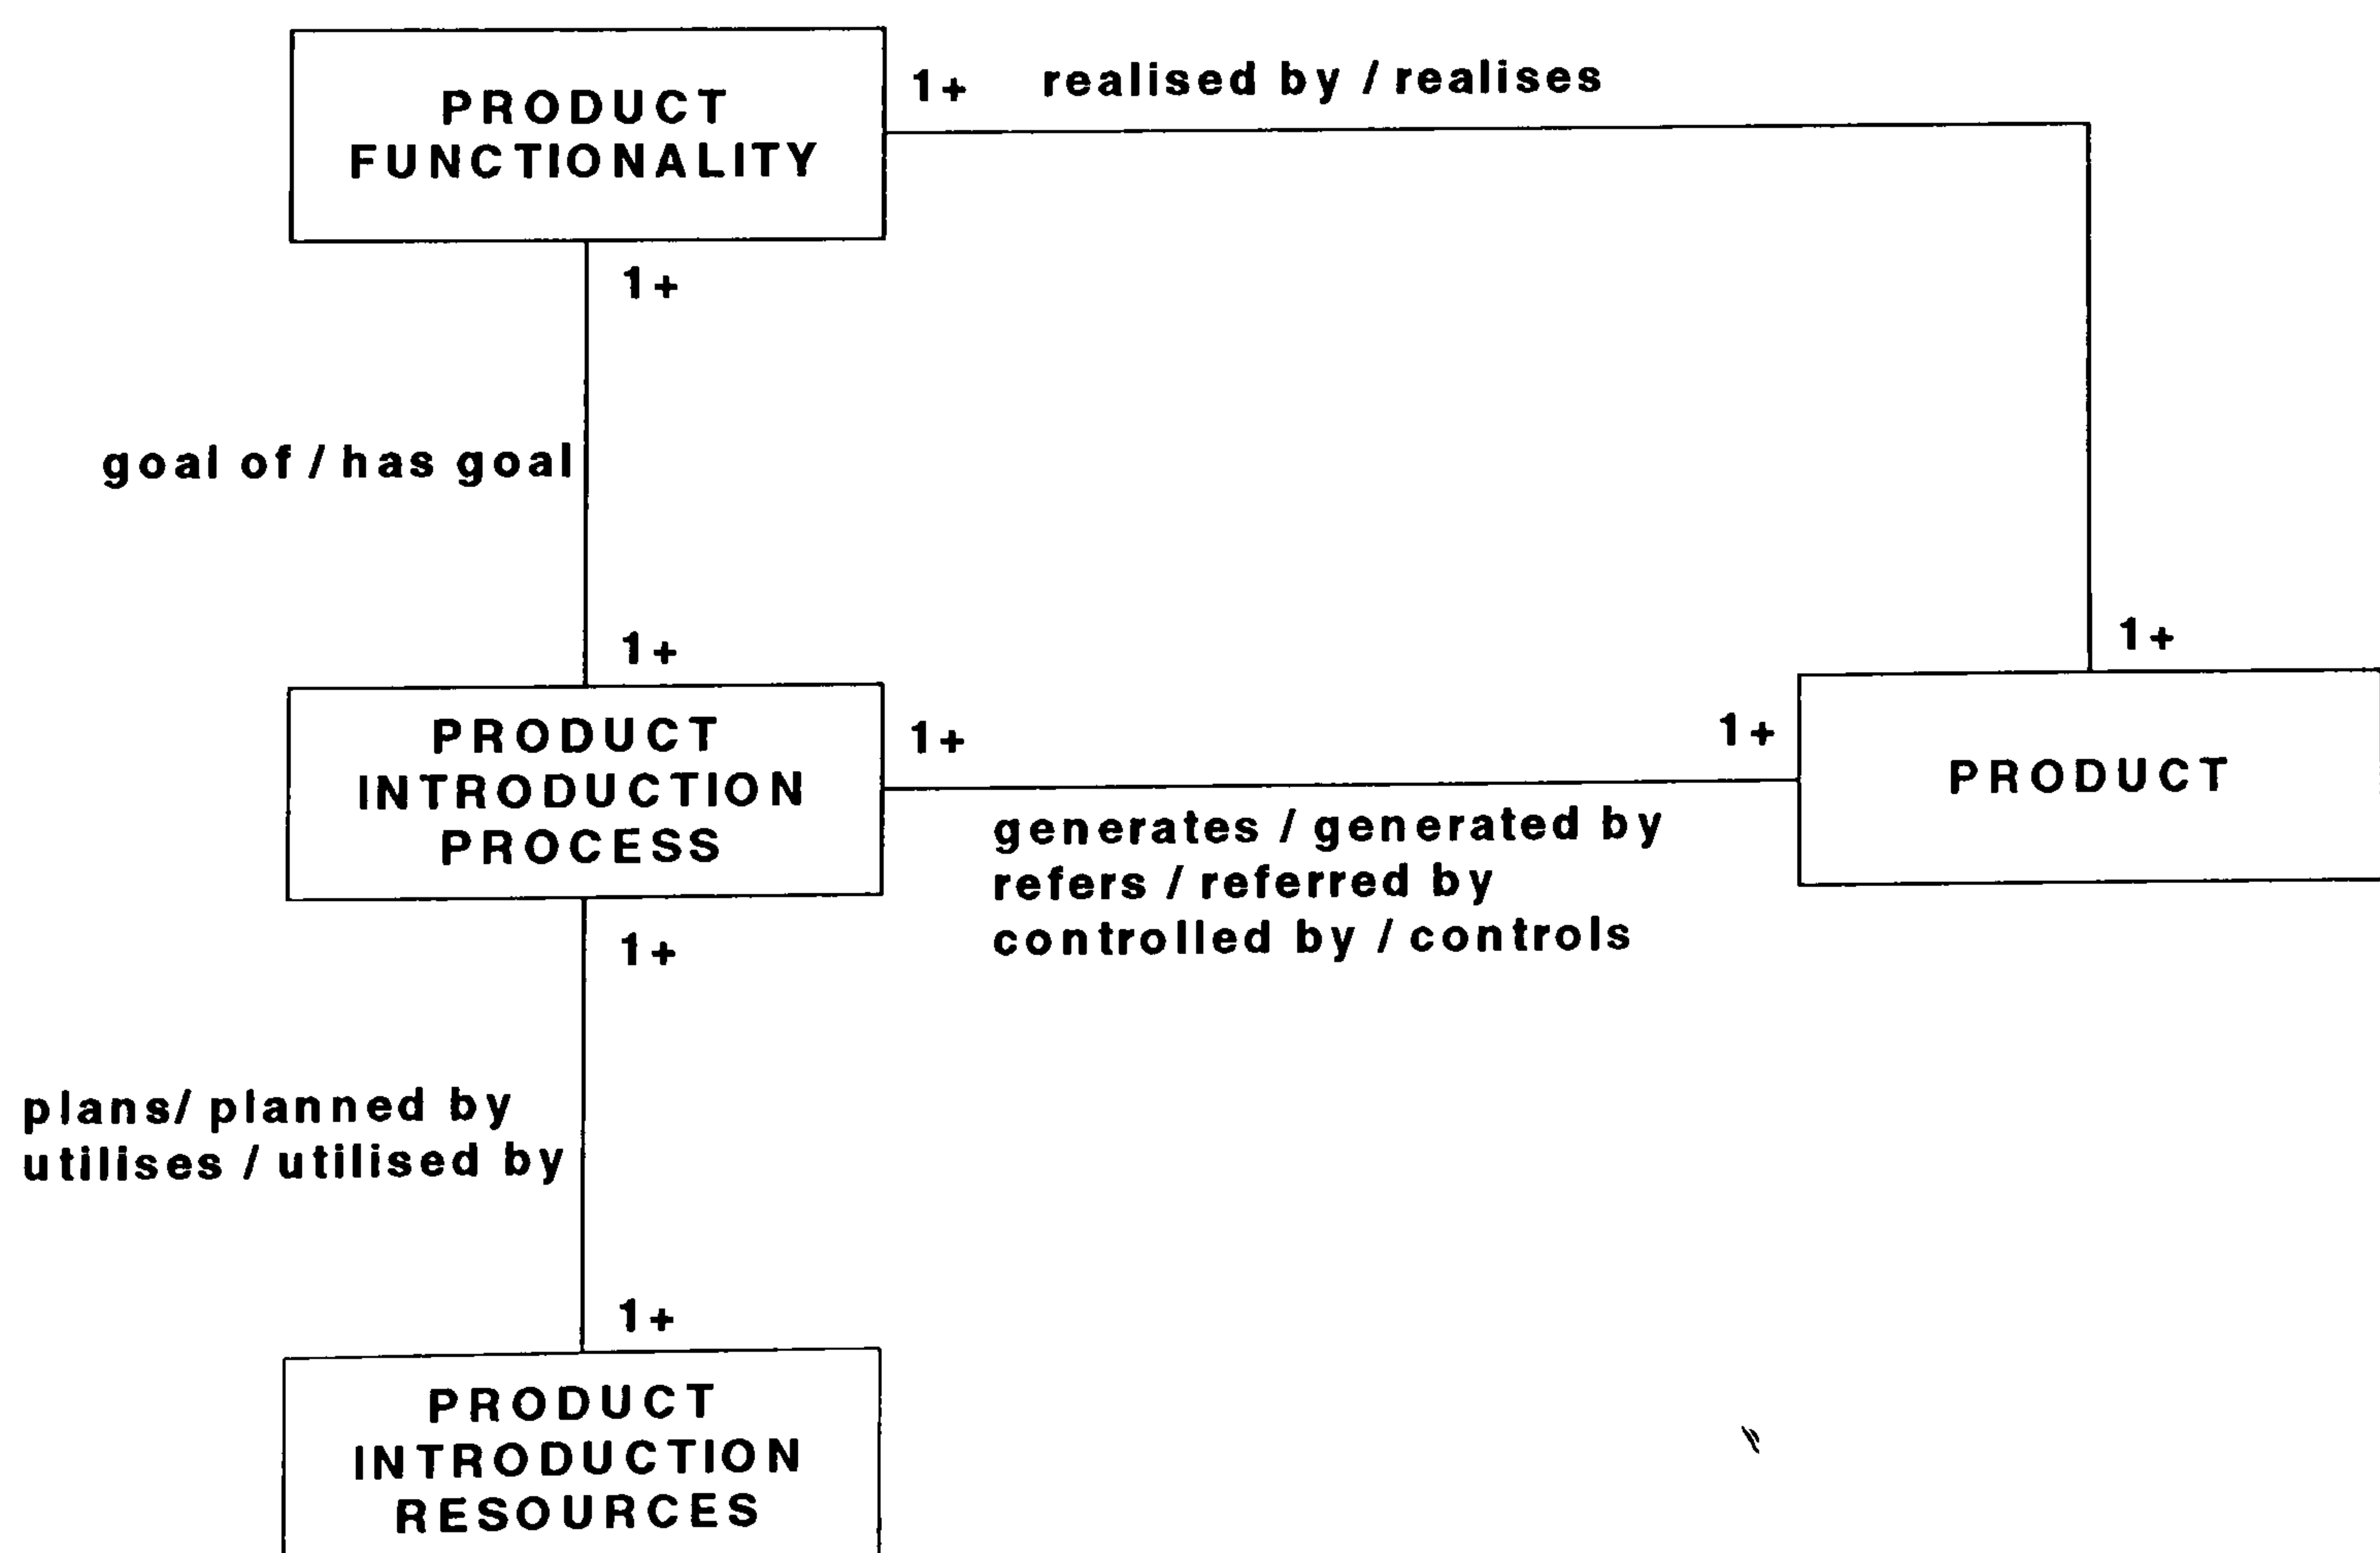 PRODUCT
FUNCTIONALITY
1+ realised by / realises
1+
goal of / has goal
1+
1+
PRODUCT
INTRODUCTION
PROCESS
1+
1+
PRODUCT
generates / generated by
refers / referred by
controlled by / controls
1+
plans/ planned by
utilises / utilised by
1+
PRODUCT
INTRODUCTION
RESOURCES